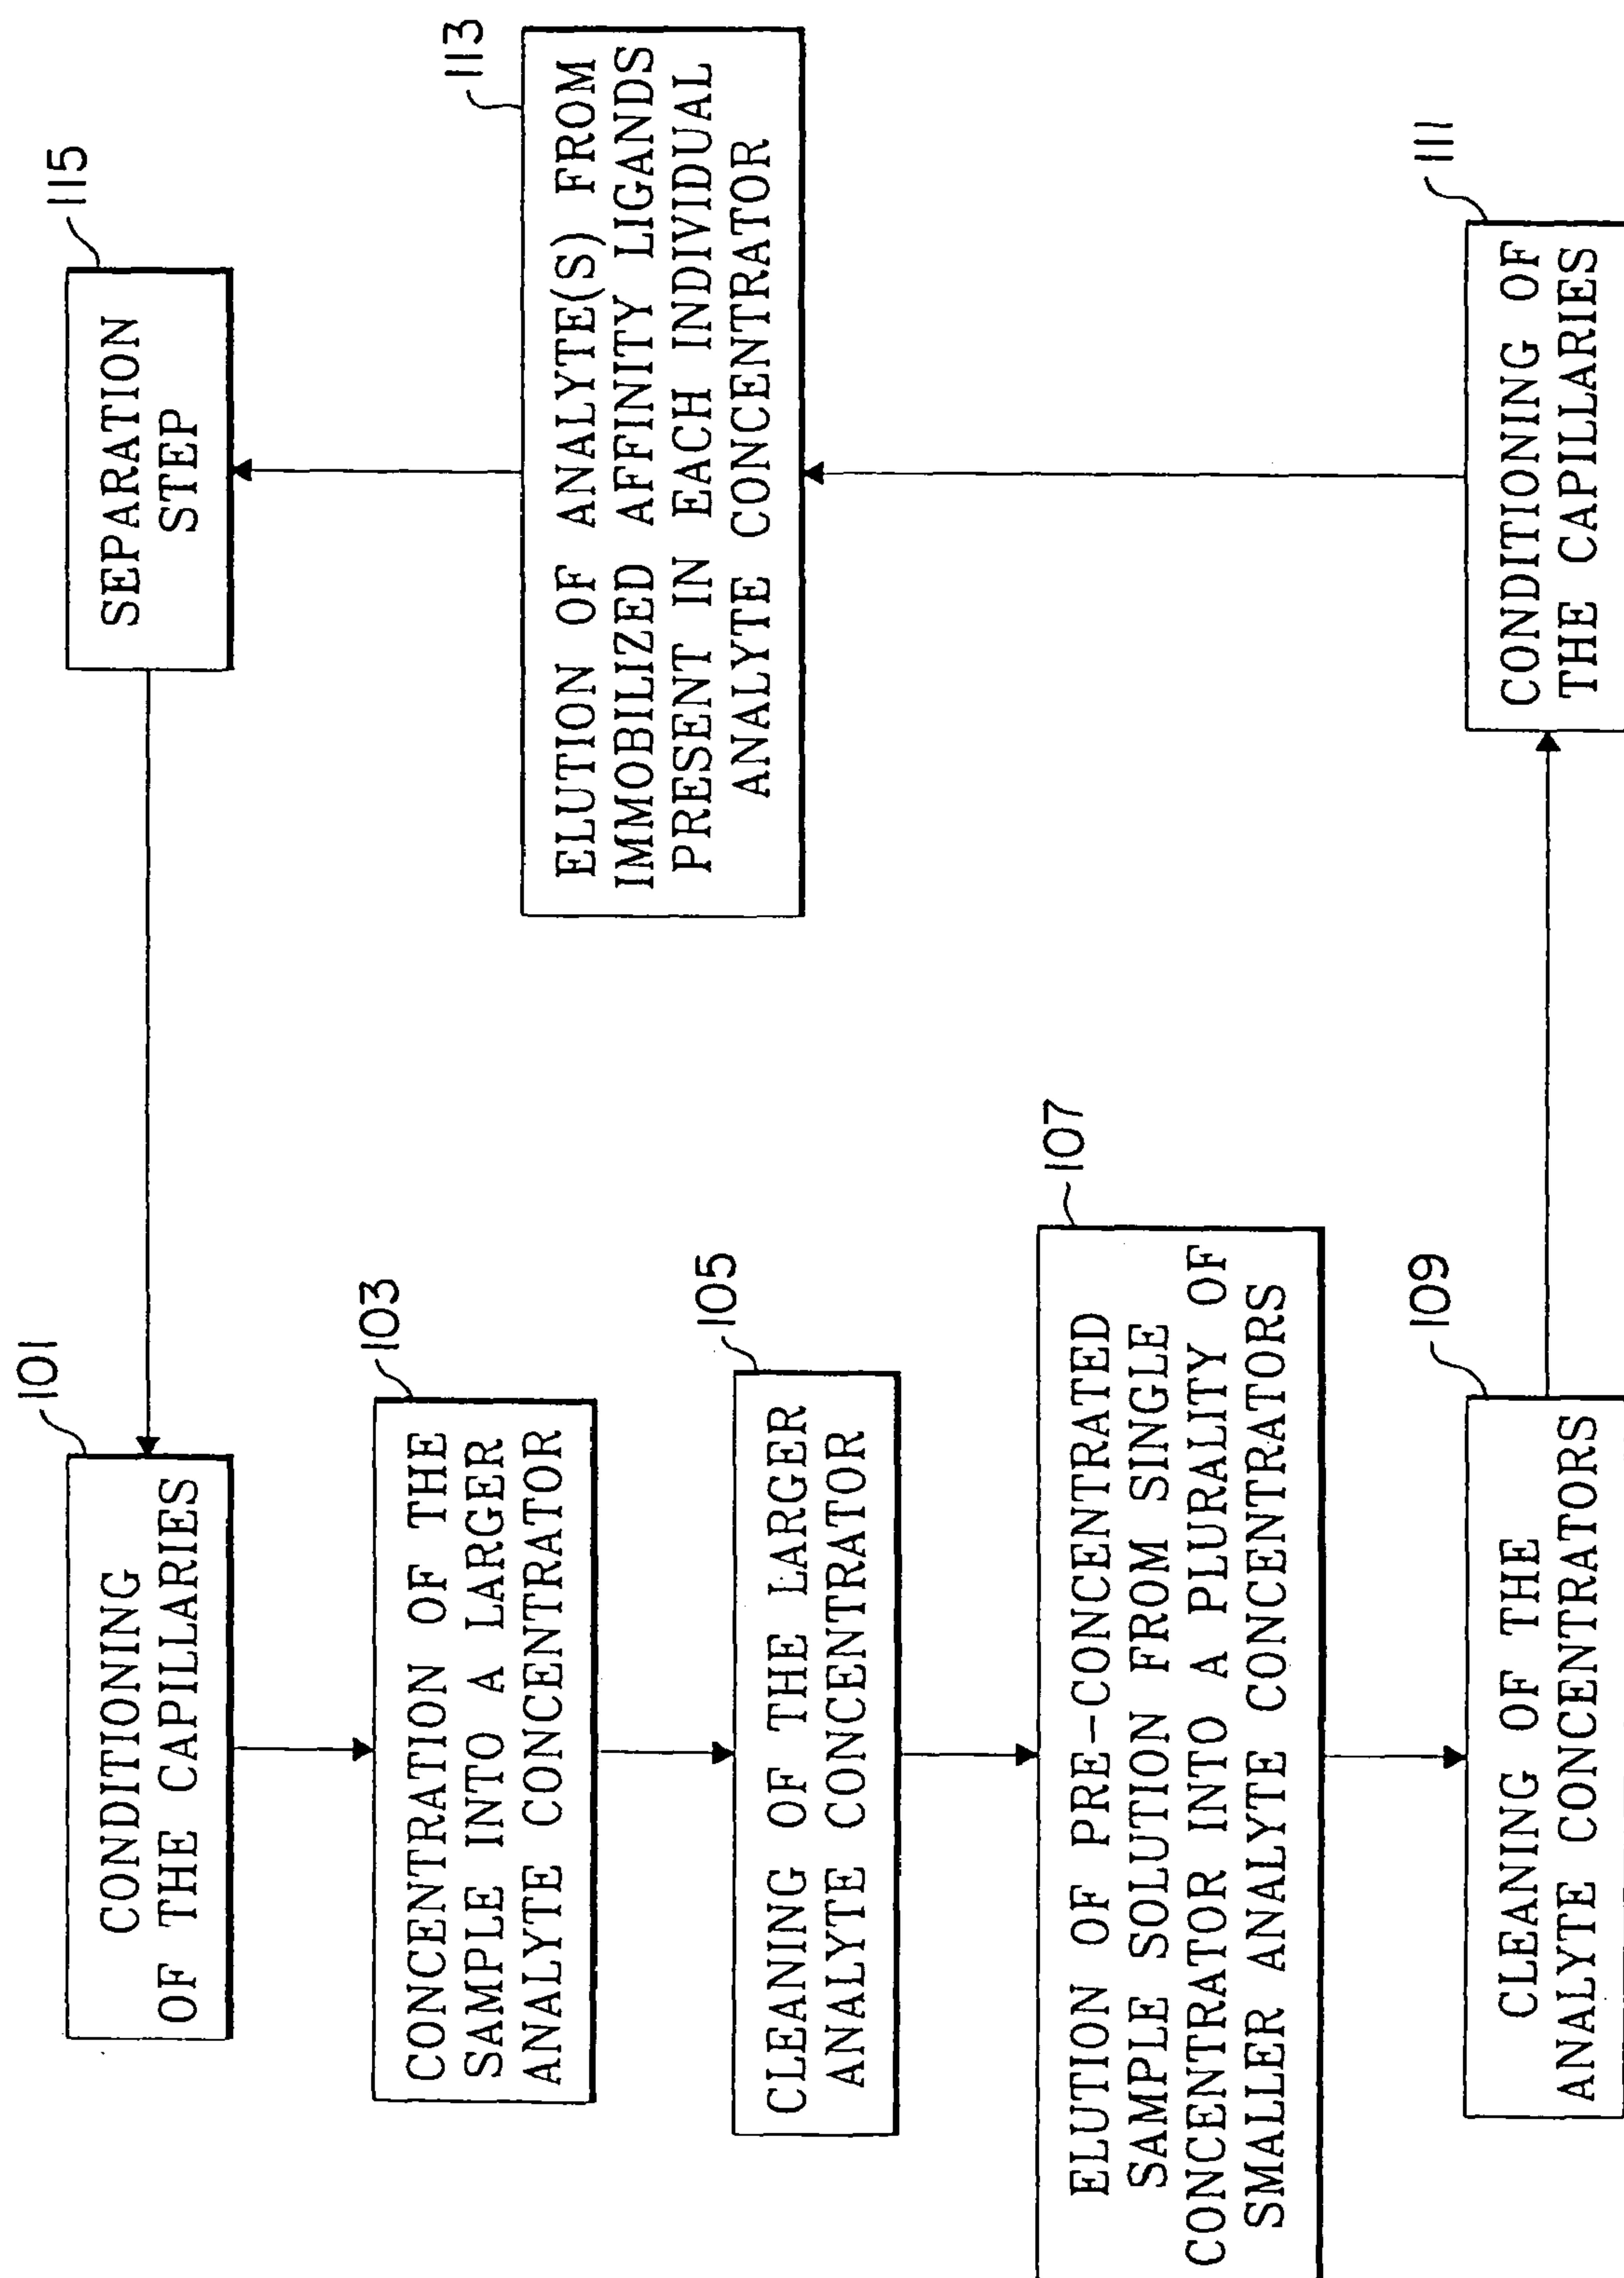 101
CONDITIONING
OF THE CAPILLARIES
103
CONCENTRATION OF THE
SAMPLE INTO A LARGER
ANALYTE CONCENTRATOR
105
CLEANING OF THE LARGER
ANALYTE CONCENTRATOR
107
ELUTION OF PRE-CONCENTRATED
SAMPLE SOLUTION FROM SINGLE
CONCENTRATOR INTO A PLURALITY OF
SMALLER ANALYTE CONCENTRATORS
109
CLEANING OF THE
ANALYTE CONCENTRATORS
111
CONDITIONING OF
THE CAPILLARIES
113
ELUTION OF ANALYTE(S) FROM
IMMOBILIZED AFFINITY LIGANDS
PRESENT IN EACH INDIVIDUAL
ANALYTE CONCENTRATOR
115
SEPARATION
STEP